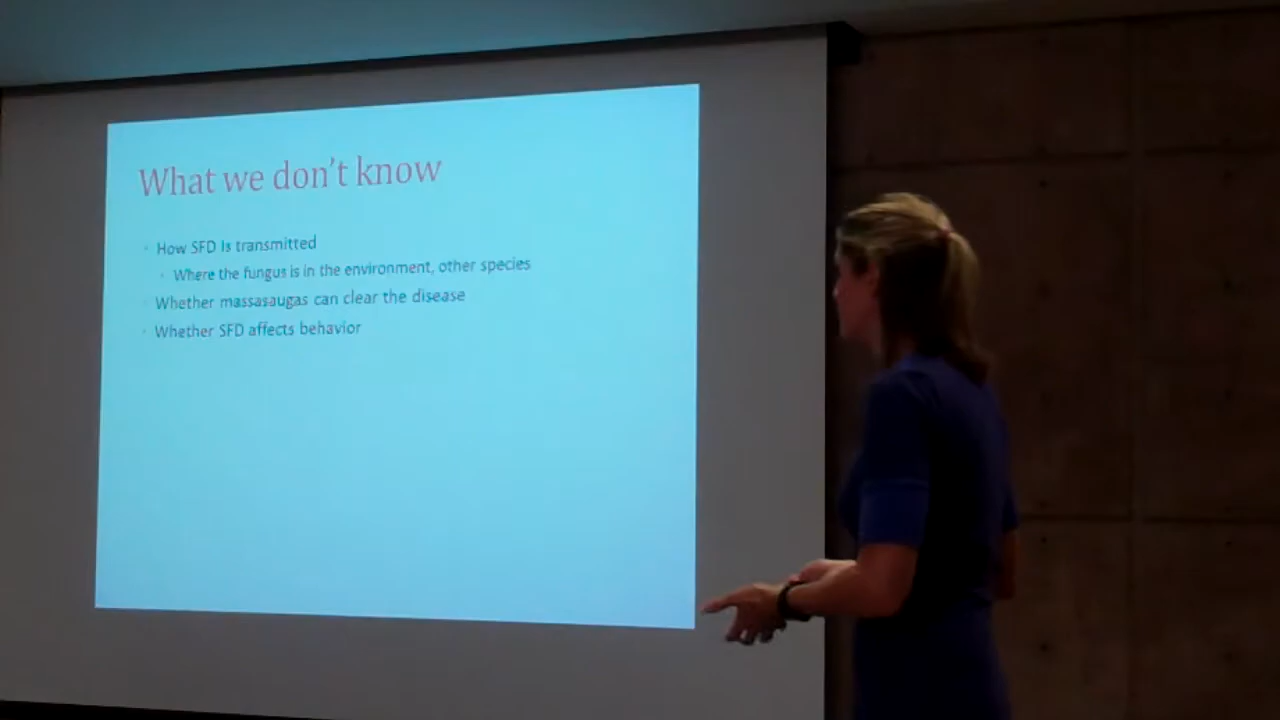 What we don't know
How SFD is transmitted
Where the fungus is in the environment, other species
Whether massasaugas can clear the disease
Whether SFD affects behavior